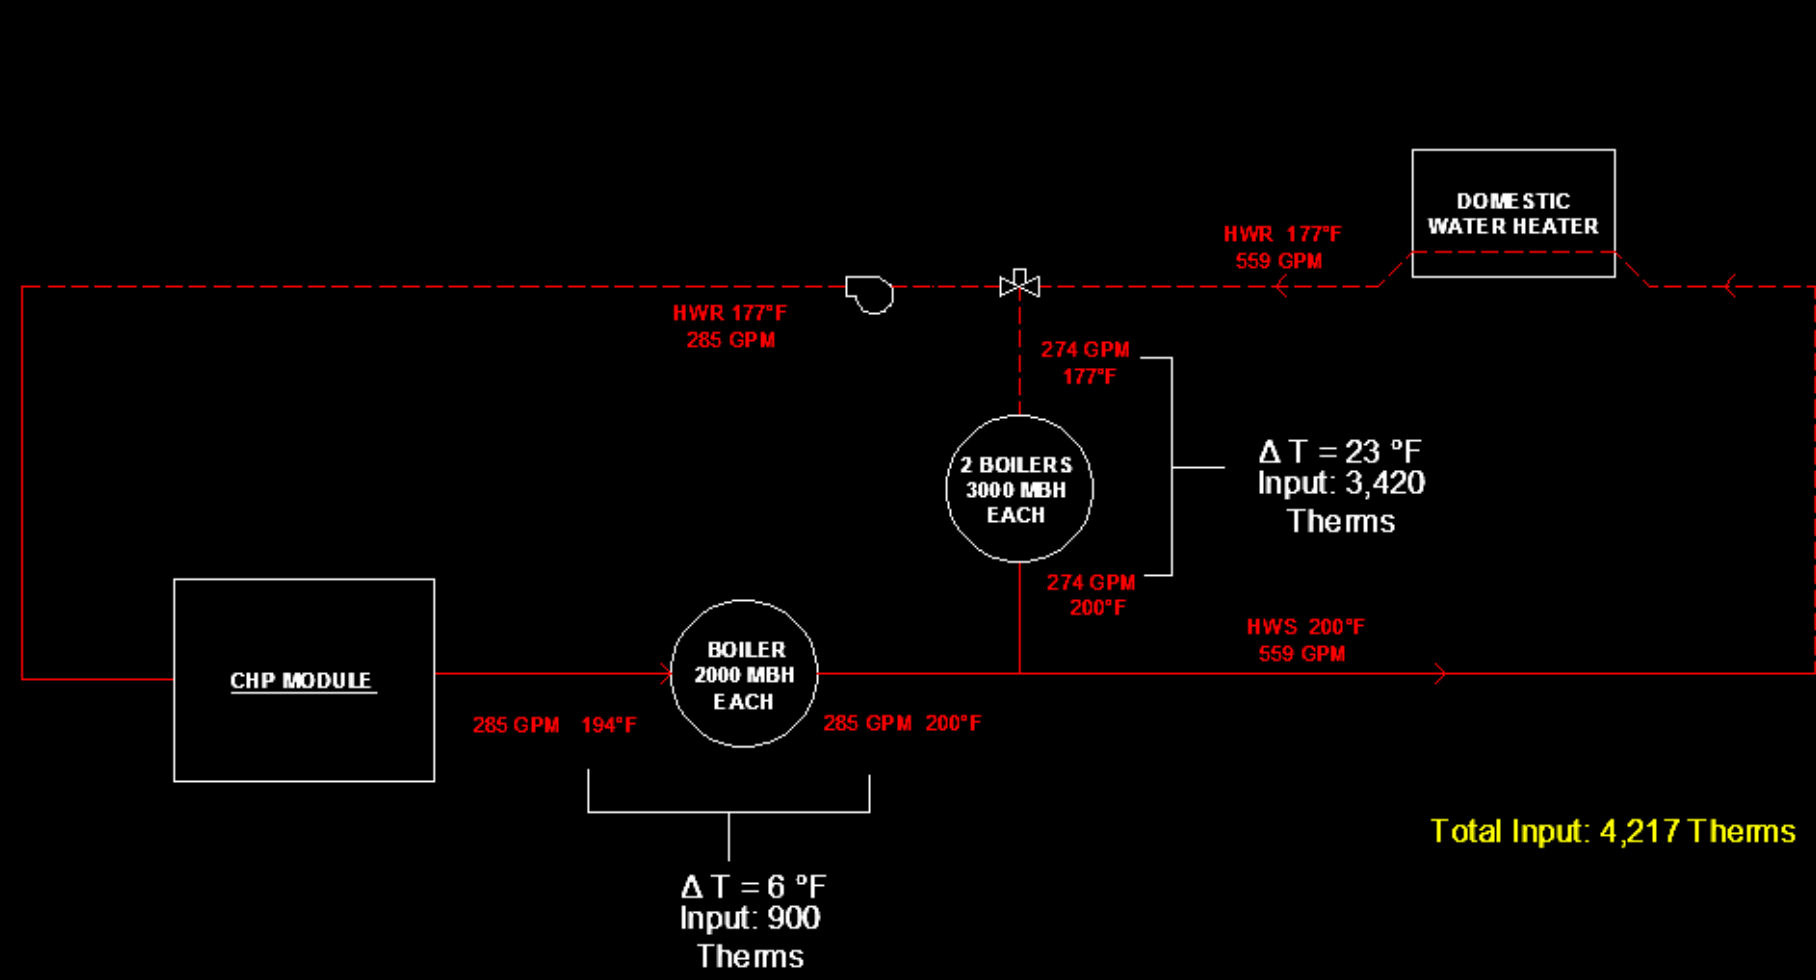 DOMESTIC
WATER HEATER
HWR 177°F
559 GPM
HWR 177°F
285 GPM
274 GPM
177°F
2 BOILERS
3000 MBH
EACH
Δ T = 23 °F
Input: 3,420
Therms
274 GPM
200°F
HWS 200°F
559 GPM
CHP MODULE
BOILER
2000 MBH
EACH
285 GPM 194°F
285 GPM 200°F
Total Input: 4,217 Therms
Δ T = 6 °F
Input: 900
Therms